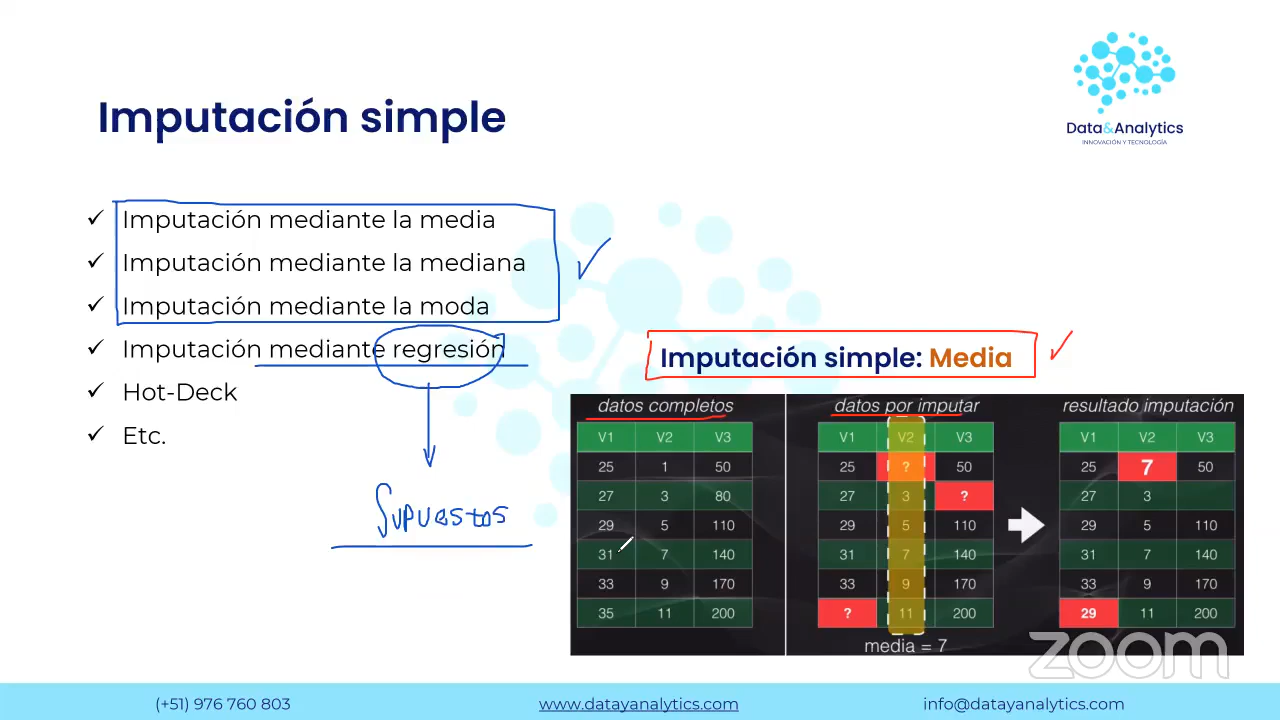 Imputación simple
Data&Analytics
INNOVACIÓN Y TECNOLOGÍA
✓ Imputación mediante la media
✓ Imputación mediante la mediana
✓ Imputación mediante la moda
✓ Imputación mediante regresión
✓ Hot-Deck
✓ Etc.
Supuestos
Imputación simple: Media
datos completos
V1 V2 V3
25 1 50
27 3 80
29 5 110
31 7 140
33 9 170
35 11 200
datos por imputar
V1 V2 V3
25 ? 50
27 3 ?
29 5 110
31 7 140
33 9 170
? 11 200
media = 7
resultado imputación
V1 V2 V3
25 7 50
27 3
29 5 110
31 7 140
33 9 170
29 11 200
zoom
(+51) 976 760 803
www.datayanalytics.com
info@datayanalytics.com